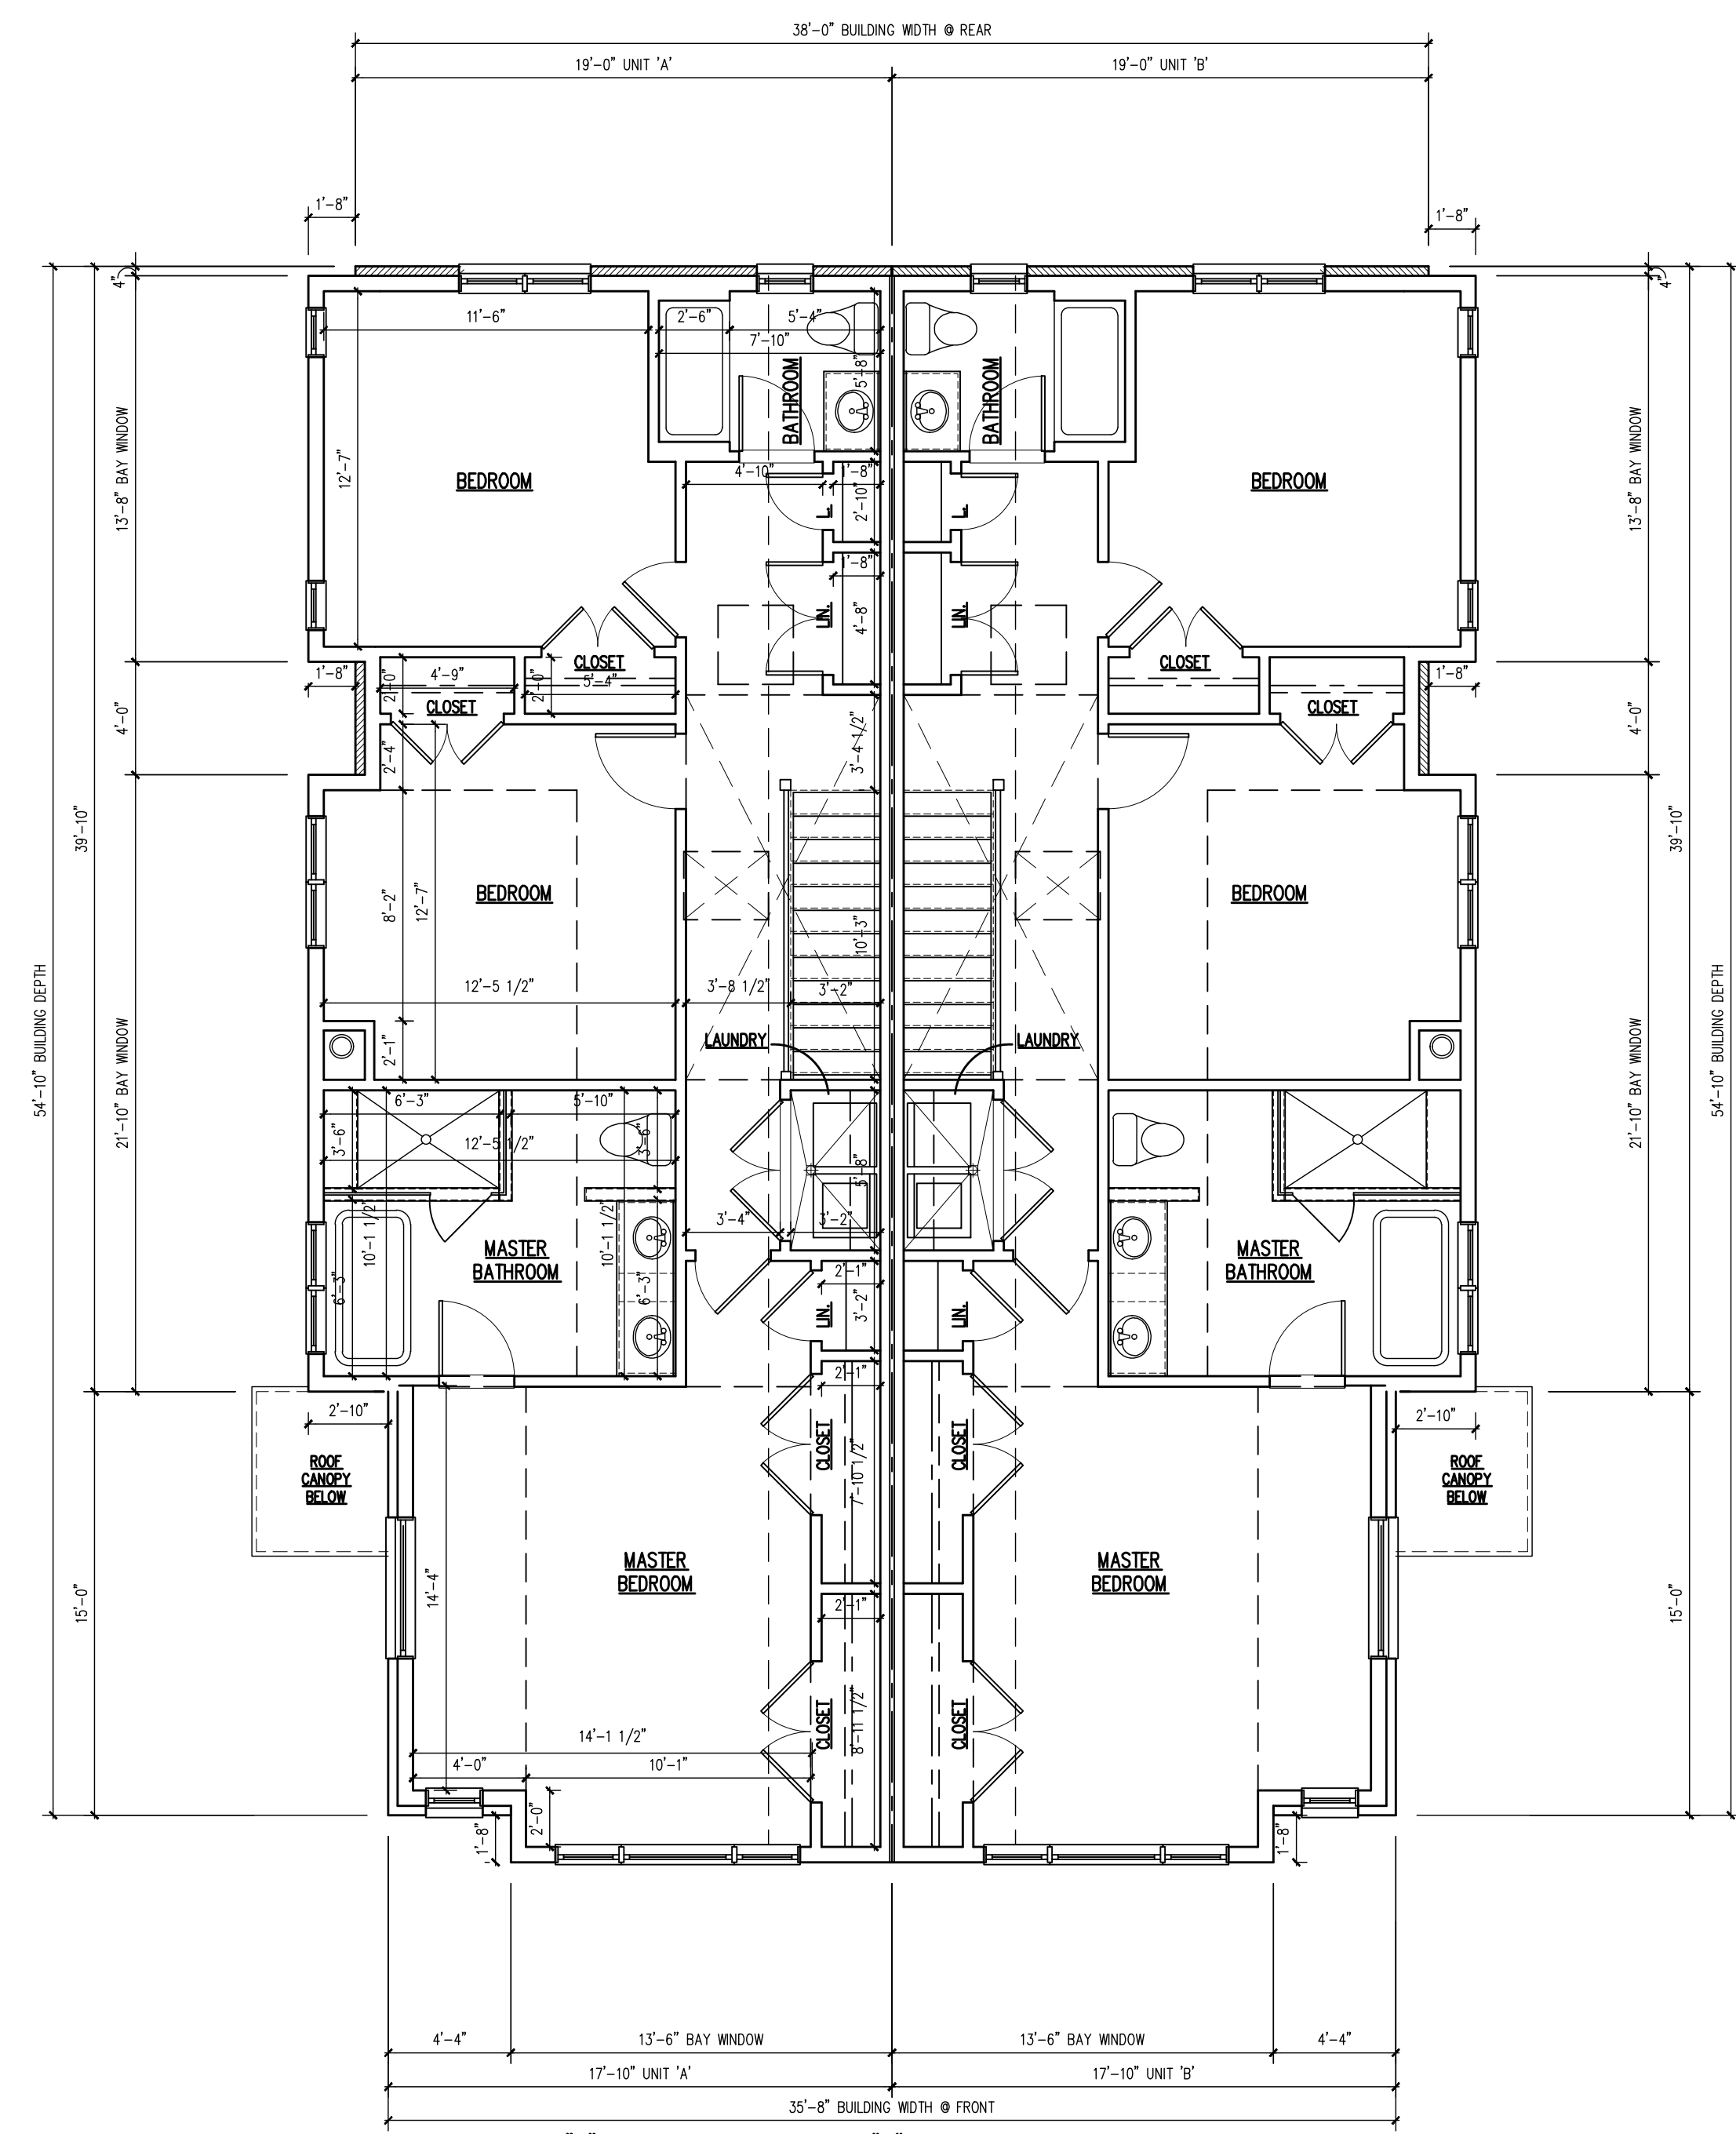 38'-0" BUILDING WIDTH @ REAR
19'-0" UNIT 'A'
19'-0" UNIT 'B'
1'-8"
1'-8"
4"
4"
11'-6"
2'-6"
5'-4"
7'-10"
5'-8"
BATHROOM
BATHROOM
13'-8" BAY WINDOW
13'-8" BAY WINDOW
12'-7"
BEDROOM
BEDROOM
4'-10"
1'-8"
2'-10"
L.
L.
1'-8"
4'-8"
LIN.
LIN.
CLOSET
CLOSET
1'-8"
2'-0"
4'-9"
2'-0"
5'-4"
1'-8"
CLOSET
CLOSET
4'-0"
4'-0"
2'-4"
3'-4 1/2"
39'-10"
39'-10"
8'-2"
12'-7"
BEDROOM
BEDROOM
10'-3"
12'-5 1/2"
3'-8 1/2"
3'-2"
54'-10" BUILDING DEPTH
54'-10" BUILDING DEPTH
21'-10" BAY WINDOW
21'-10" BAY WINDOW
2'-1"
LAUNDRY
LAUNDRY
6'-3"
5'-10"
3'-6"
12'-5 1/2"
3'-6"
5'-8"
10'-1 1/2"
10'-1 1/2"
3'-4"
3'-2"
MASTER
BATHROOM
MASTER
BATHROOM
6'-3"
6'-3"
2'-1"
3'-2"
LIN.
LIN.
2'-1"
2'-10"
2'-10"
CLOSET
CLOSET
7'-10 1/2"
ROOF
CANOPY
BELOW
ROOF
CANOPY
BELOW
14'-4"
MASTER
BEDROOM
MASTER
BEDROOM
15'-0"
15'-0"
2'-1"
CLOSET
CLOSET
8'-11 1/2"
14'-1 1/2"
4'-0"
10'-1"
2'-0"
1'-8"
1'-8"
4'-4"
13'-6" BAY WINDOW
13'-6" BAY WINDOW
4'-4"
17'-10" UNIT 'A'
17'-10" UNIT 'B'
35'-8" BUILDING WIDTH @ FRONT